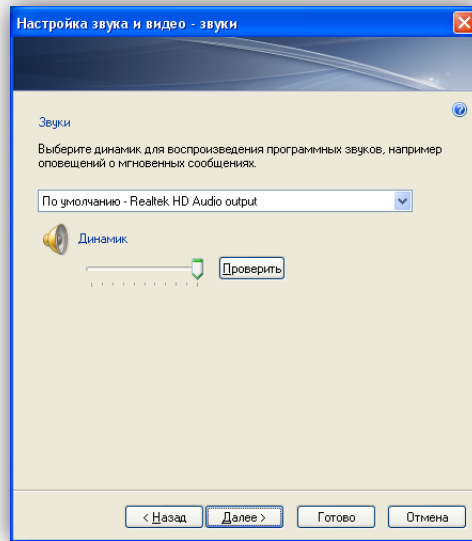 Настройка звука и видео - звуки
Звуки
Выберите динамик для воспроизведения программных звуков, например
оповещений о мгновенных сообщениях.
По умолчанию - Realtek HD Audio output
Динамик
Проверить
< Назад Далее > Готово Отмена